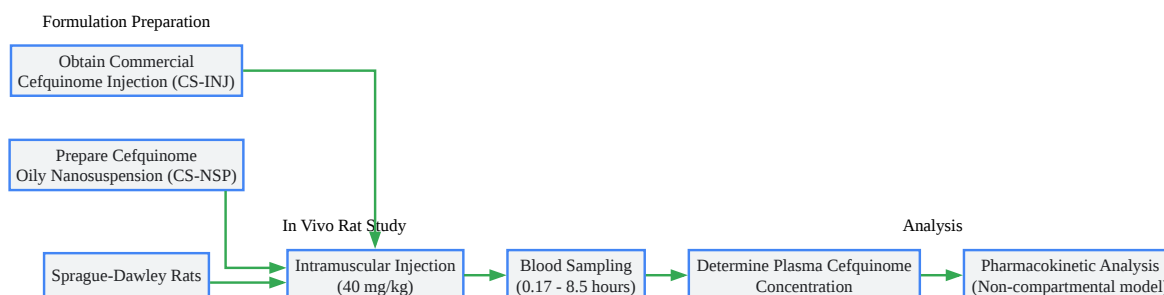 Formulation Preparation
Obtain Commercial
Cefquinome Injection (CS-INJ)
Prepare Cefquinome
Oily Nanosuspension (CS-NSP)
In Vivo Rat Study
Analysis
Sprague-Dawley Rats
Intramuscular Injection
(40 mg/kg)
Blood Sampling
(0.17 - 8.5 hours)
Determine Plasma Cefquinome
Concentration
Pharmacokinetic Analysis
(Non-compartmental model)